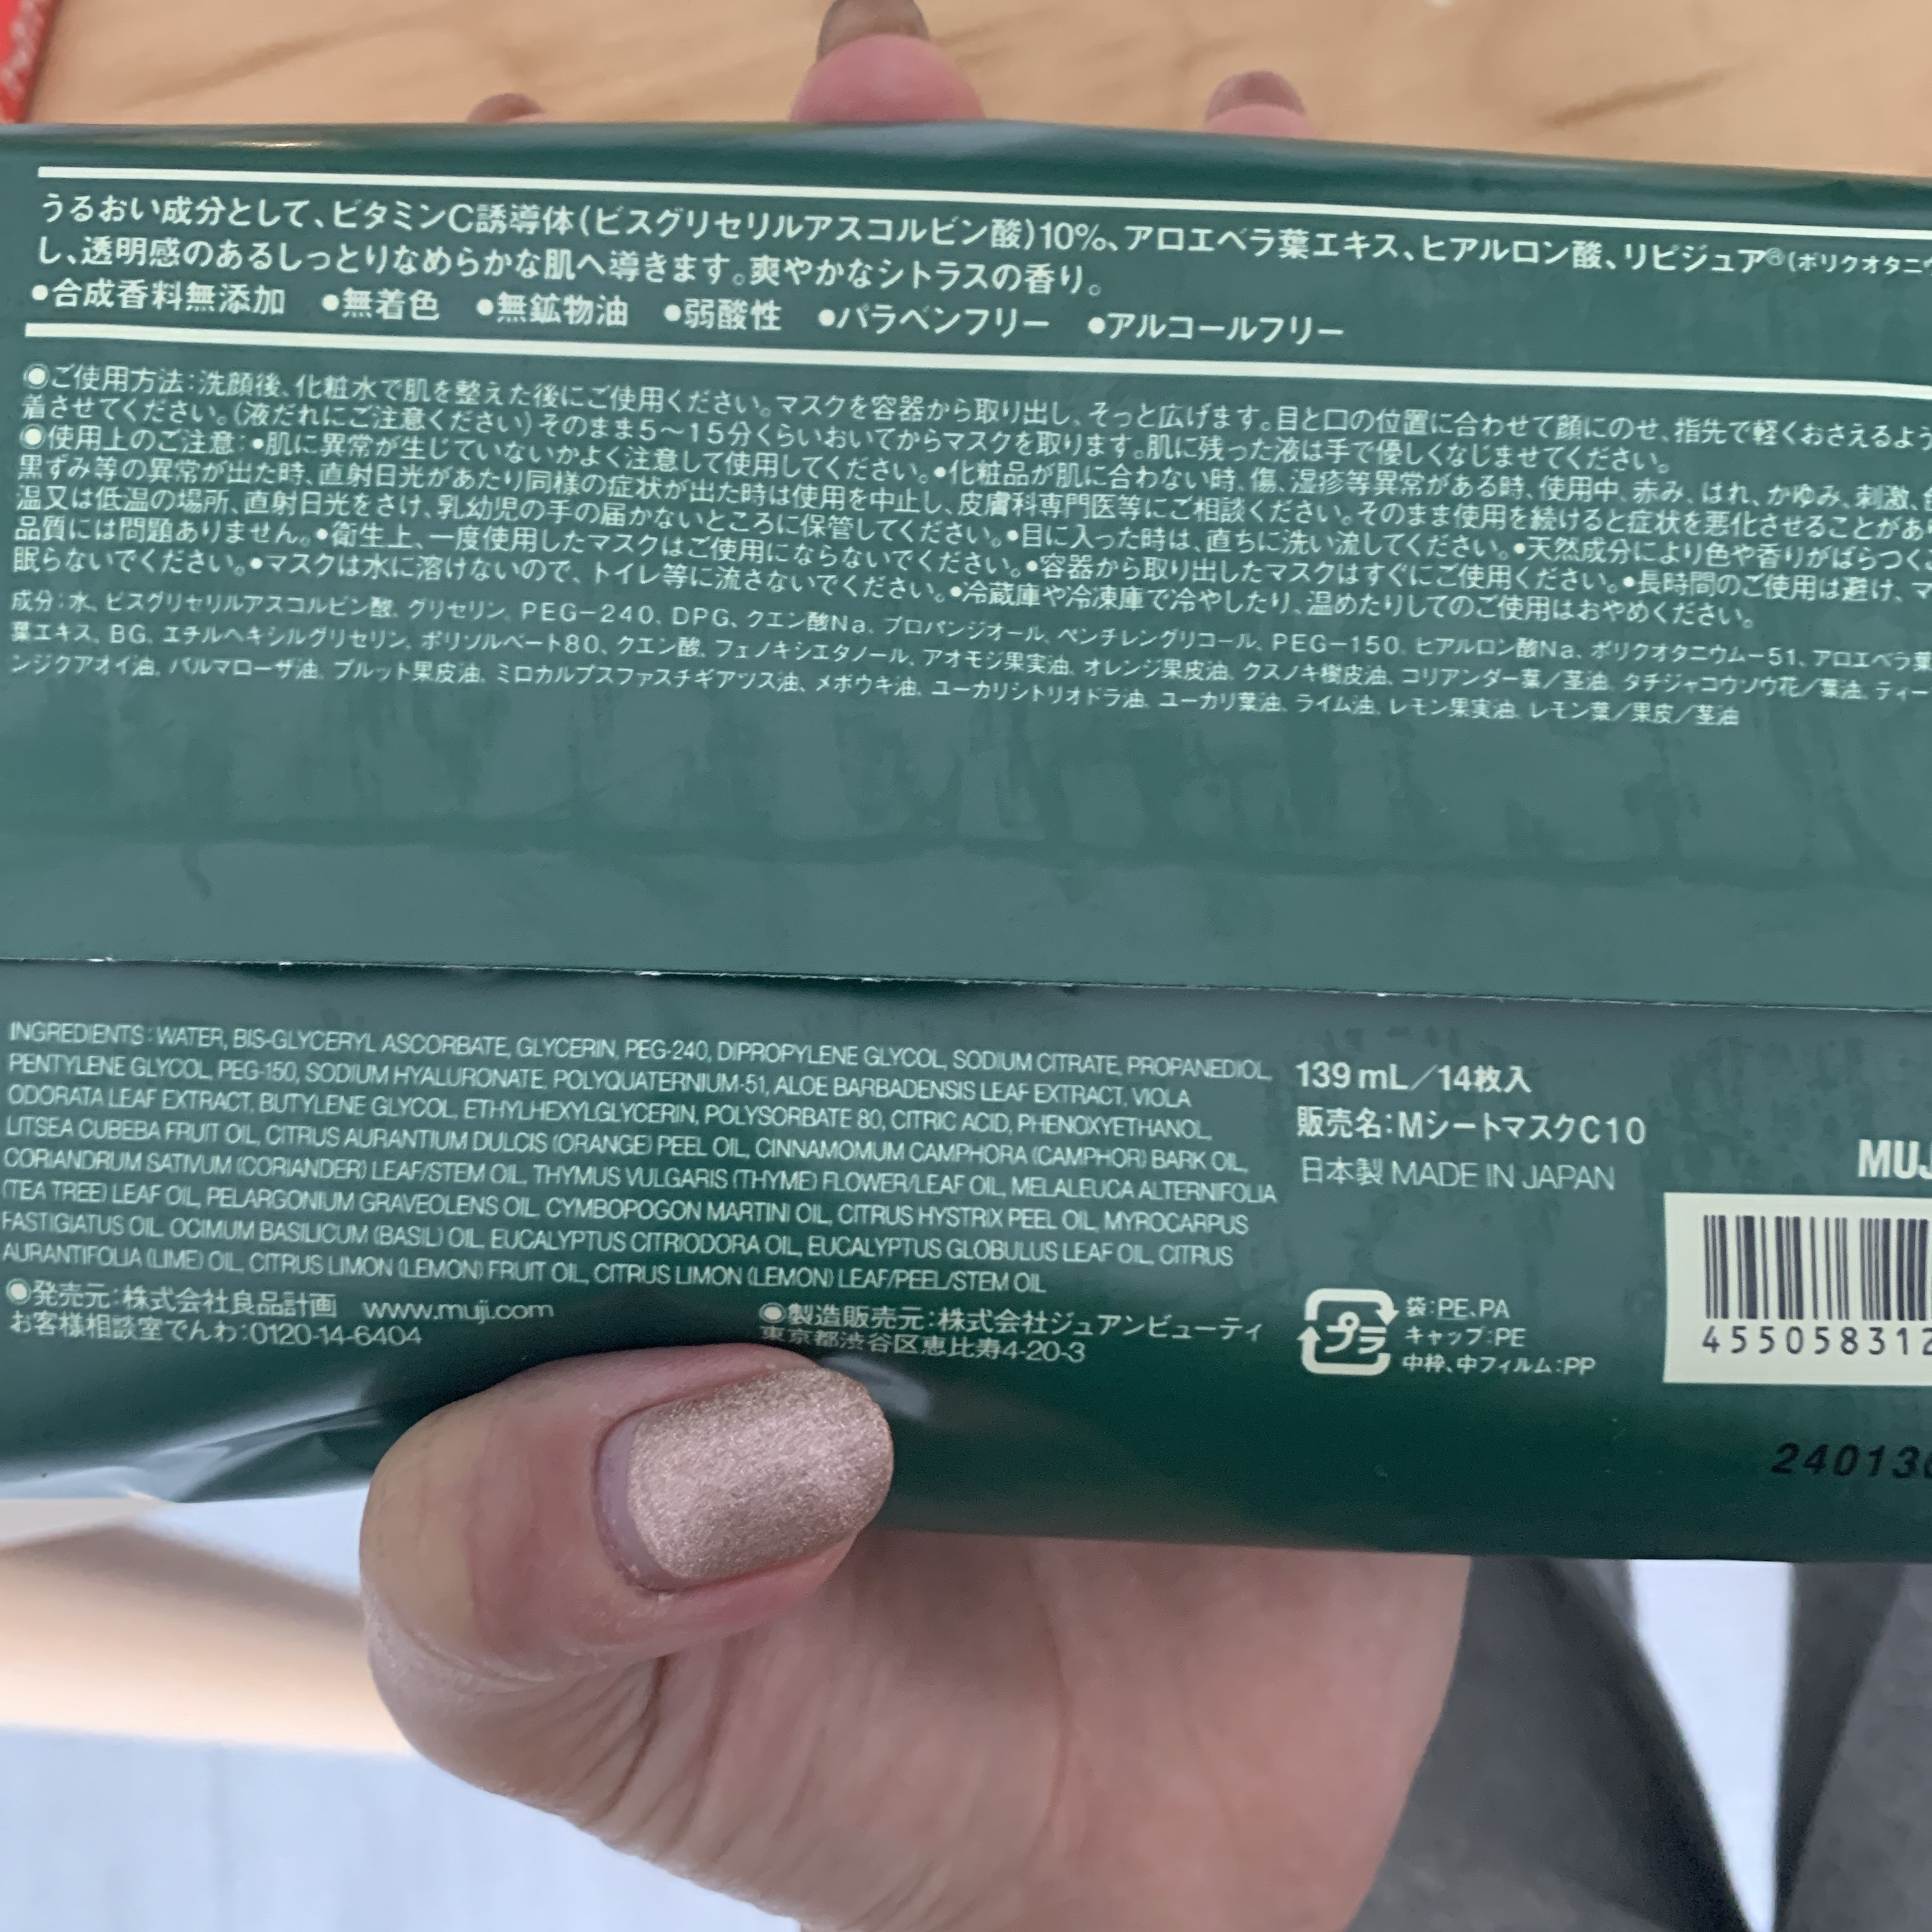 うるおい成分として、ビタミンC誘導体(ビスグリセリルアスコルビン酸)10%、アロエベラ葉エキス、ヒアルロン酸、リピジュア®(ポリクオタニ
し、透明感のあるしっとりなめらかな肌へ導きます。爽やかなシトラスの香り。
●合成香料無添加 ●無着色 ●無鉱物油 ●弱酸性 ●パラベンフリー ●アルコールフリー
◉ご使用方法:洗顔後、化粧水で肌を整えた後にご使用ください。マスクを容器から取り出し、そっと広げます。目と口の位置に合わせて顔にのせ、指先で軽くおさえるよ
着させてください。(液だれにご注意ください)そのまま5〜15分くらいおいてからマスクを取ります。肌に残った液は手で優しくなじませてください。
◉使用上のご注意:●肌に異常が生じていないかよく注意して使用してください。●化粧品が肌に合わない時、傷、湿疹等異常がある時、使用中、赤み、はれ、かゆみ、刺激、
黒ずみ等の異常が出た時、直射日光があたり同様の症状が出た時は使用を中止し、皮膚科専門医等にご相談ください。そのまま使用を続けると症状を悪化させることがあ
温又は低温の場所、直射日光をさけ、乳幼児の手の届かないところに保管してください。●目に入った時は、直ちに洗い流してください。●天然成分により色や香りがばらつく
品質には問題ありません。●衛生上、一度使用したマスクはご使用にならないでください。●容器から取り出したマスクはすぐにご使用ください。●長時間のご使用は避け、マ
眠らないでください。●マスクは水に溶けないので、トイレ等に流さないでください。●冷蔵庫や冷凍庫で冷やしたり、温めたりしてのご使用はおやめください。
成分:水、ビスグリセリルアスコルビン酸、グリセリン、PEG-240、DPG、クエン酸Na、プロパンジオール、ペンチレングリコール、PEG-150、ヒアルロン酸Na、ポリクオタニウム-51、アロエベラ葉
葉エキス、BG、エチルヘキシルグリセリン、ポリソルベート80、クエン酸、フェノキシエタノール、アオモジ果実油、オレンジ果皮油、クスノキ樹皮油、コリアンダー葉/茎油、タチジャコウソウ花/葉油、ティー
ンジクアオイ油、パルマローザ油、プルット果皮油、ミロカルプスファスチギアツス油、メボウキ油、ユーカリシトリオドラ油、ユーカリ葉油、ライム油、レモン果実油、レモン葉/果皮/茎油
INGREDIENTS:WATER, BIS-GLYCERYL ASCORBATE, GLYCERIN, PEG-240, DIPROPYLENE GLYCOL, SODIUM CITRATE, PROPANEDIOL,
PENTYLENE GLYCOL, PEG-150, SODIUM HYALURONATE, POLYQUATERNIUM-51, ALOE BARBADENSIS LEAF EXTRACT, VIOLA
ODORATA LEAF EXTRACT, BUTYLENE GLYCOL, ETHYLHEXYLGLYCERIN, POLYSORBATE 80, CITRIC ACID, PHENOXYETHANOL,
LITSEA CUBEBA FRUIT OIL, CITRUS AURANTIUM DULCIS (ORANGE) PEEL OIL, CINNAMOMUM CAMPHORA (CAMPHOR) BARK OIL,
CORIANDRUM SATIVUM (CORIANDER) LEAF/STEM OIL, THYMUS VULGARIS (THYME) FLOWER/LEAF OIL, MELALEUCA ALTERNIFOLIA
(TEA TREE) LEAF OIL, PELARGONIUM GRAVEOLENS OIL, CYMBOPOGON MARTINI OIL, CITRUS HYSTRIX PEEL OIL, MYROCARPUS
FASTIGIATUS OIL, OCIMUM BASILICUM (BASIL) OIL, EUCALYPTUS CITRIODORA OIL, EUCALYPTUS GLOBULUS LEAF OIL, CITRUS
AURANTIFOLIA (LIME) OIL, CITRUS LIMON (LEMON) FRUIT OIL, CITRUS LIMON (LEMON) LEAF/PEEL/STEM OIL
◉発売元:株式会社良品計画 www.muji.com
お客様相談室でんわ:0120-14-6404
◉製造販売元:株式会社ジュアンビューティ
東京都渋谷区恵比寿4-20-3
139mL/14枚入
販売名:MシートマスクC10
日本製 MADE IN JAPAN
プラ
袋:PE、PA
キャップ:PE
中枠、中フィルム:PP
MUJ
455058312
24013